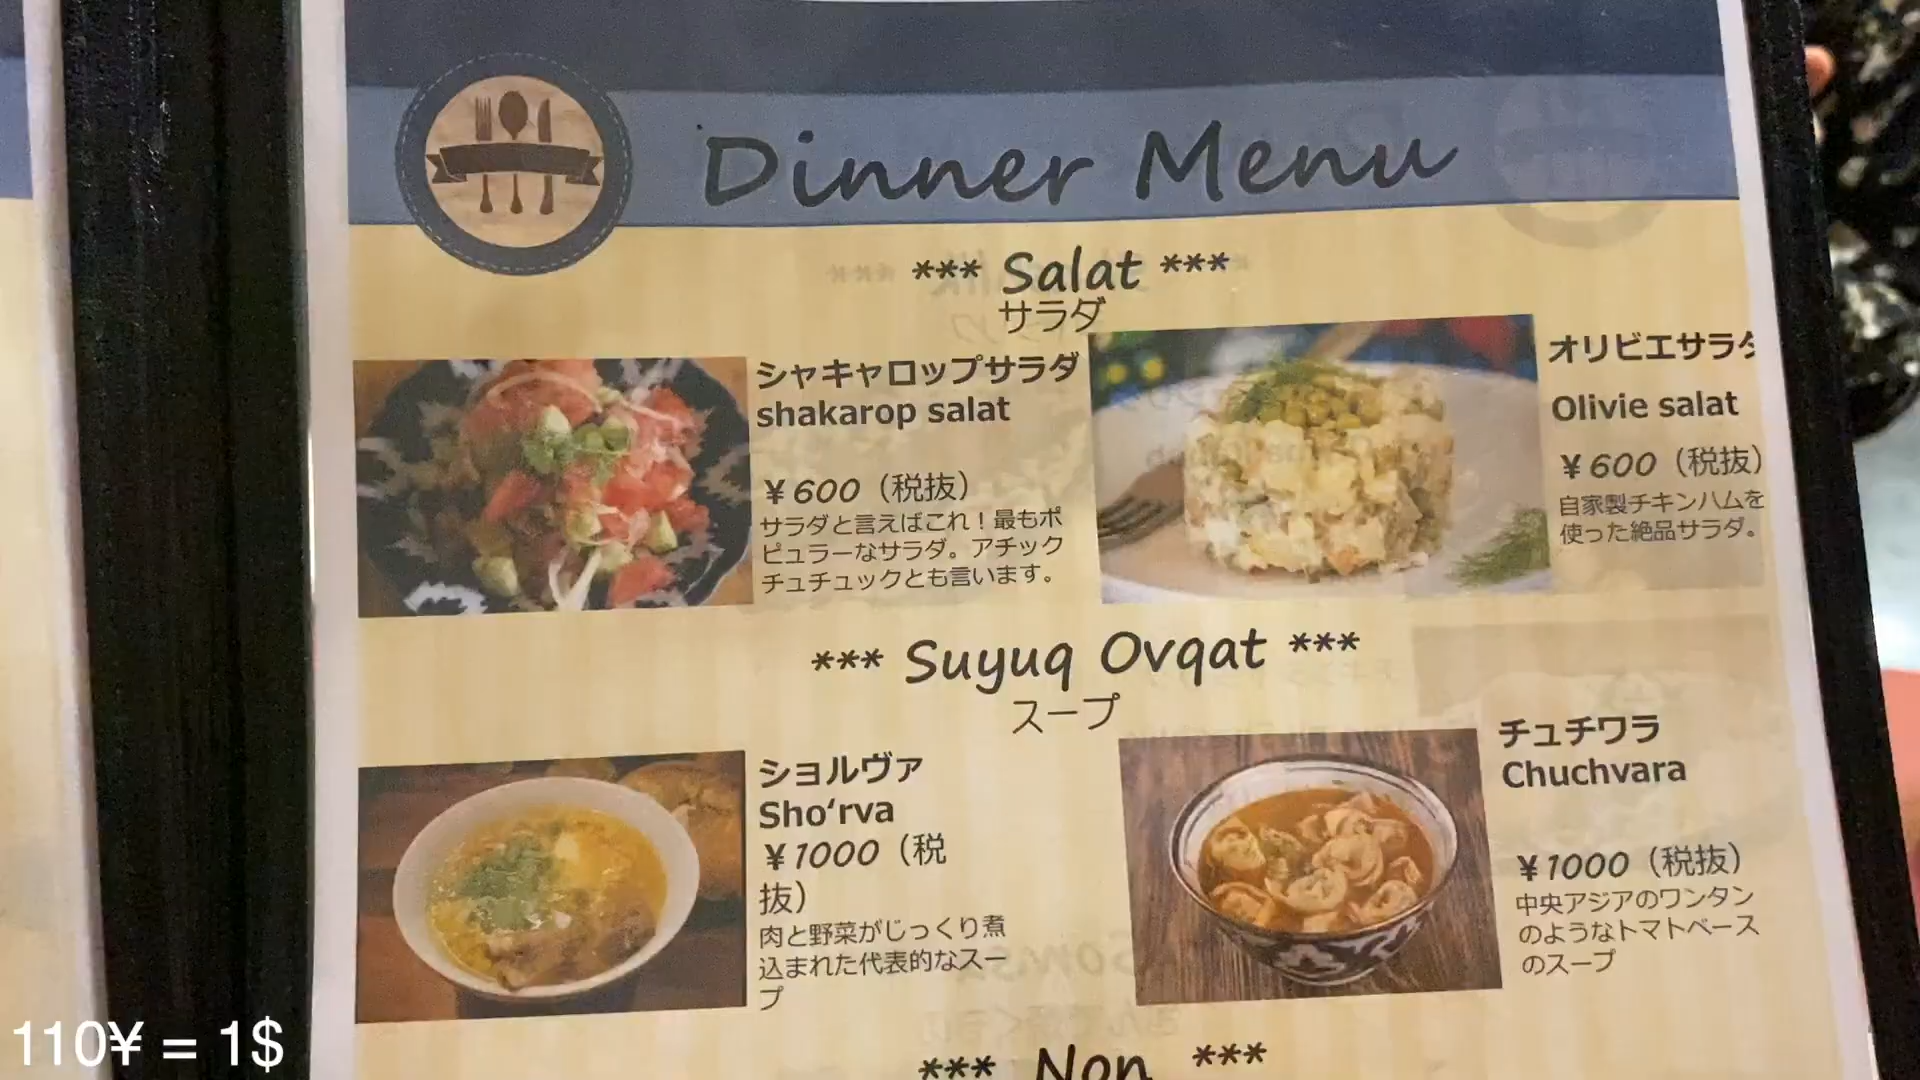 Dinner Menu
*** Salat ***
サラダ
シャキャロップサラダ
shakarop salat
¥600（税抜）
サラダと言えばこれ！最もポ
ピュラーなサラダ。アチック
チュチュックとも言います。
オリビエサラダ
Olivie salat
¥600（税抜）
自家製チキンハムを
使った絶品サラダ。
*** Suyuq Ovqat ***
スープ
ショルヴァ
Sho‘rva
¥1000（税
抜）
肉と野菜がじっくり煮
込まれた代表的なスー
プ
チュチワラ
Chuchvara
¥1000（税抜）
中央アジアのワンタン
のようなトマトベース
のスープ
*** Non ***
110¥ = 1$